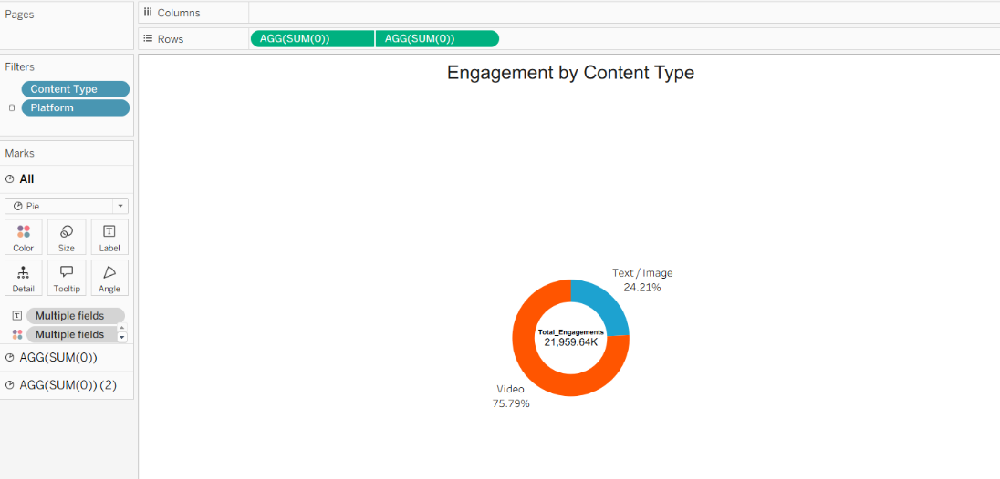 Pages
Columns
Rows
AGG(SUM(0))
AGG(SUM(0))
Filters
Content Type
Platform
Marks
All
Pie
Color
Size
Label
Detail
Tooltip
Angle
Multiple fields
Multiple fields
AGG(SUM(0))
AGG(SUM(0)) (2)
Engagement by Content Type
Text / Image
24.21%
Total_Engagements
21,959.64K
Video
75.79%